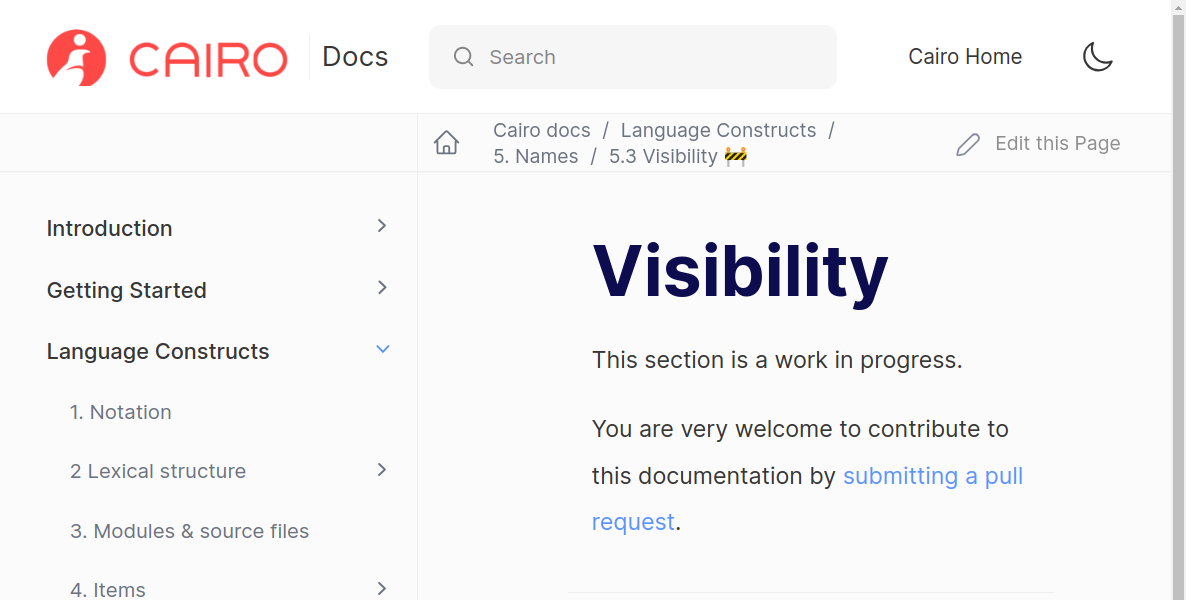 CAIRO Docs
Search
Cairo Home
Cairo docs / Language Constructs /
5. Names / 5.3 Visibility 🚧
Edit this Page
Introduction
Getting Started
Language Constructs
1. Notation
2 Lexical structure
3. Modules & source files
4. Items
Visibility
This section is a work in progress.
You are very welcome to contribute to
this documentation by submitting a pull
request.